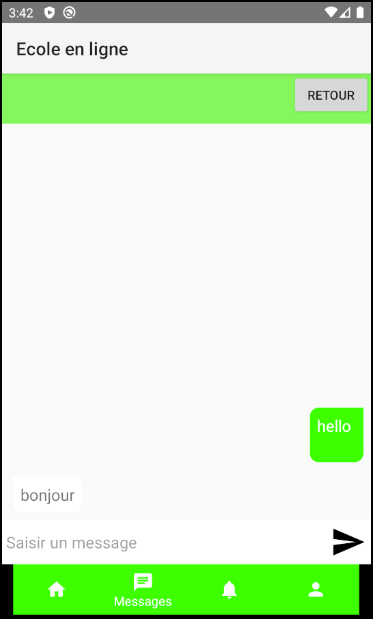 3:42
Ecole en ligne
RETOUR
hello
bonjour
Saisir un message
Messages